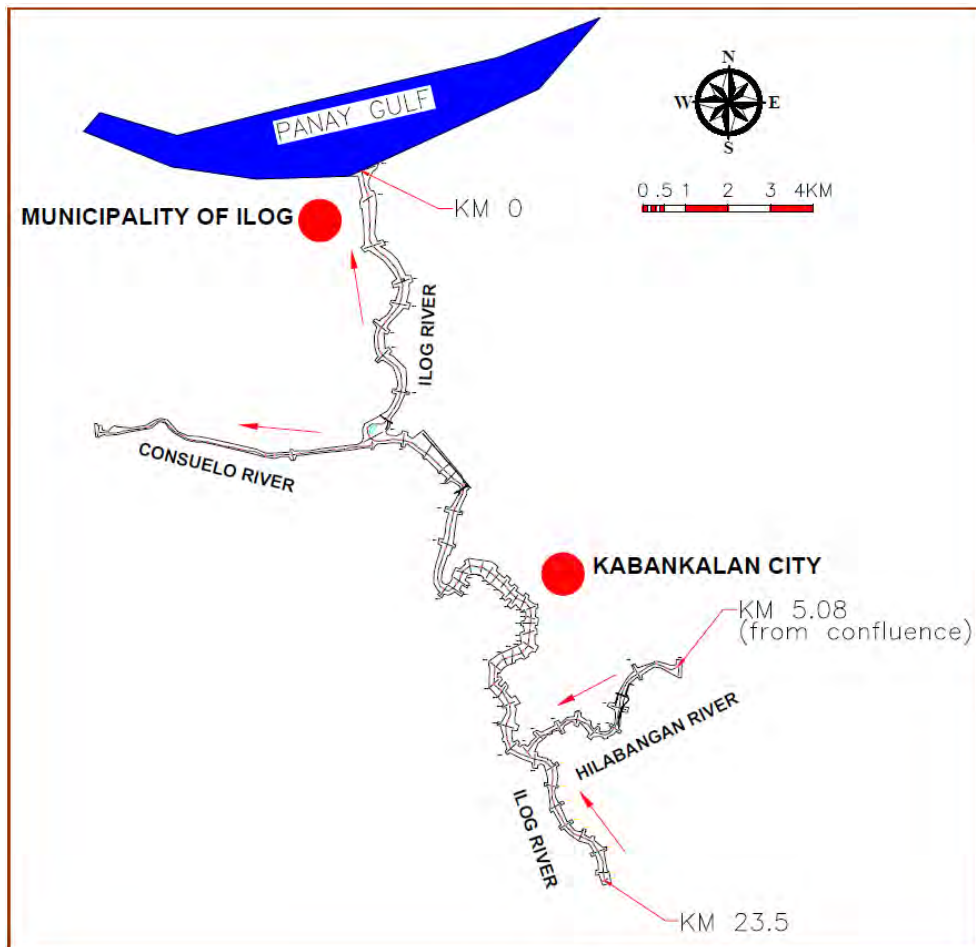 N
PANAY GULF
W E
S
0 .5 1 2 3 4KM
MUNICIPALITY OF ILOG
KM 0
ILOG RIVER
CONSUELO RIVER
KABANKALAN CITY
KM 5.08
(from confluence)
HILABANGAN RIVER
ILOG RIVER
KM 23.5